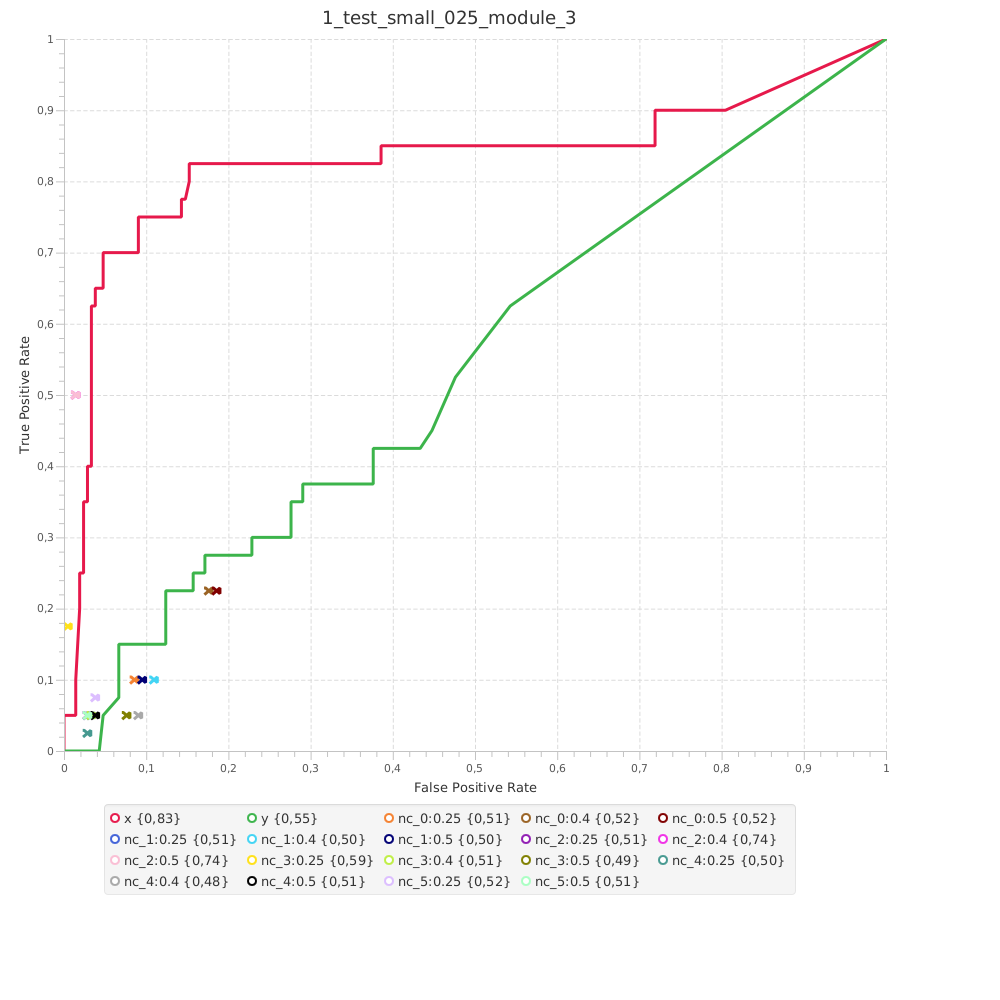 1_test_small_025_module_3
True Positive Rate
1
0,9
0,8
0,7
0,6
0,5
0,4
0,3
0,2
0,1
0
0 0,1 0,2 0,3 0,4 0,5 0,6 0,7 0,8 0,9 1
False Positive Rate
x {0,83} y {0,55} nc_0:0.25 {0,51} nc_0:0.4 {0,52} nc_0:0.5 {0,52}
nc_1:0.25 {0,51} nc_1:0.4 {0,50} nc_1:0.5 {0,50} nc_2:0.25 {0,51} nc_2:0.4 {0,74}
nc_2:0.5 {0,74} nc_3:0.25 {0,59} nc_3:0.4 {0,51} nc_3:0.5 {0,49} nc_4:0.25 {0,50}
nc_4:0.4 {0,48} nc_4:0.5 {0,51} nc_5:0.25 {0,52} nc_5:0.5 {0,51}